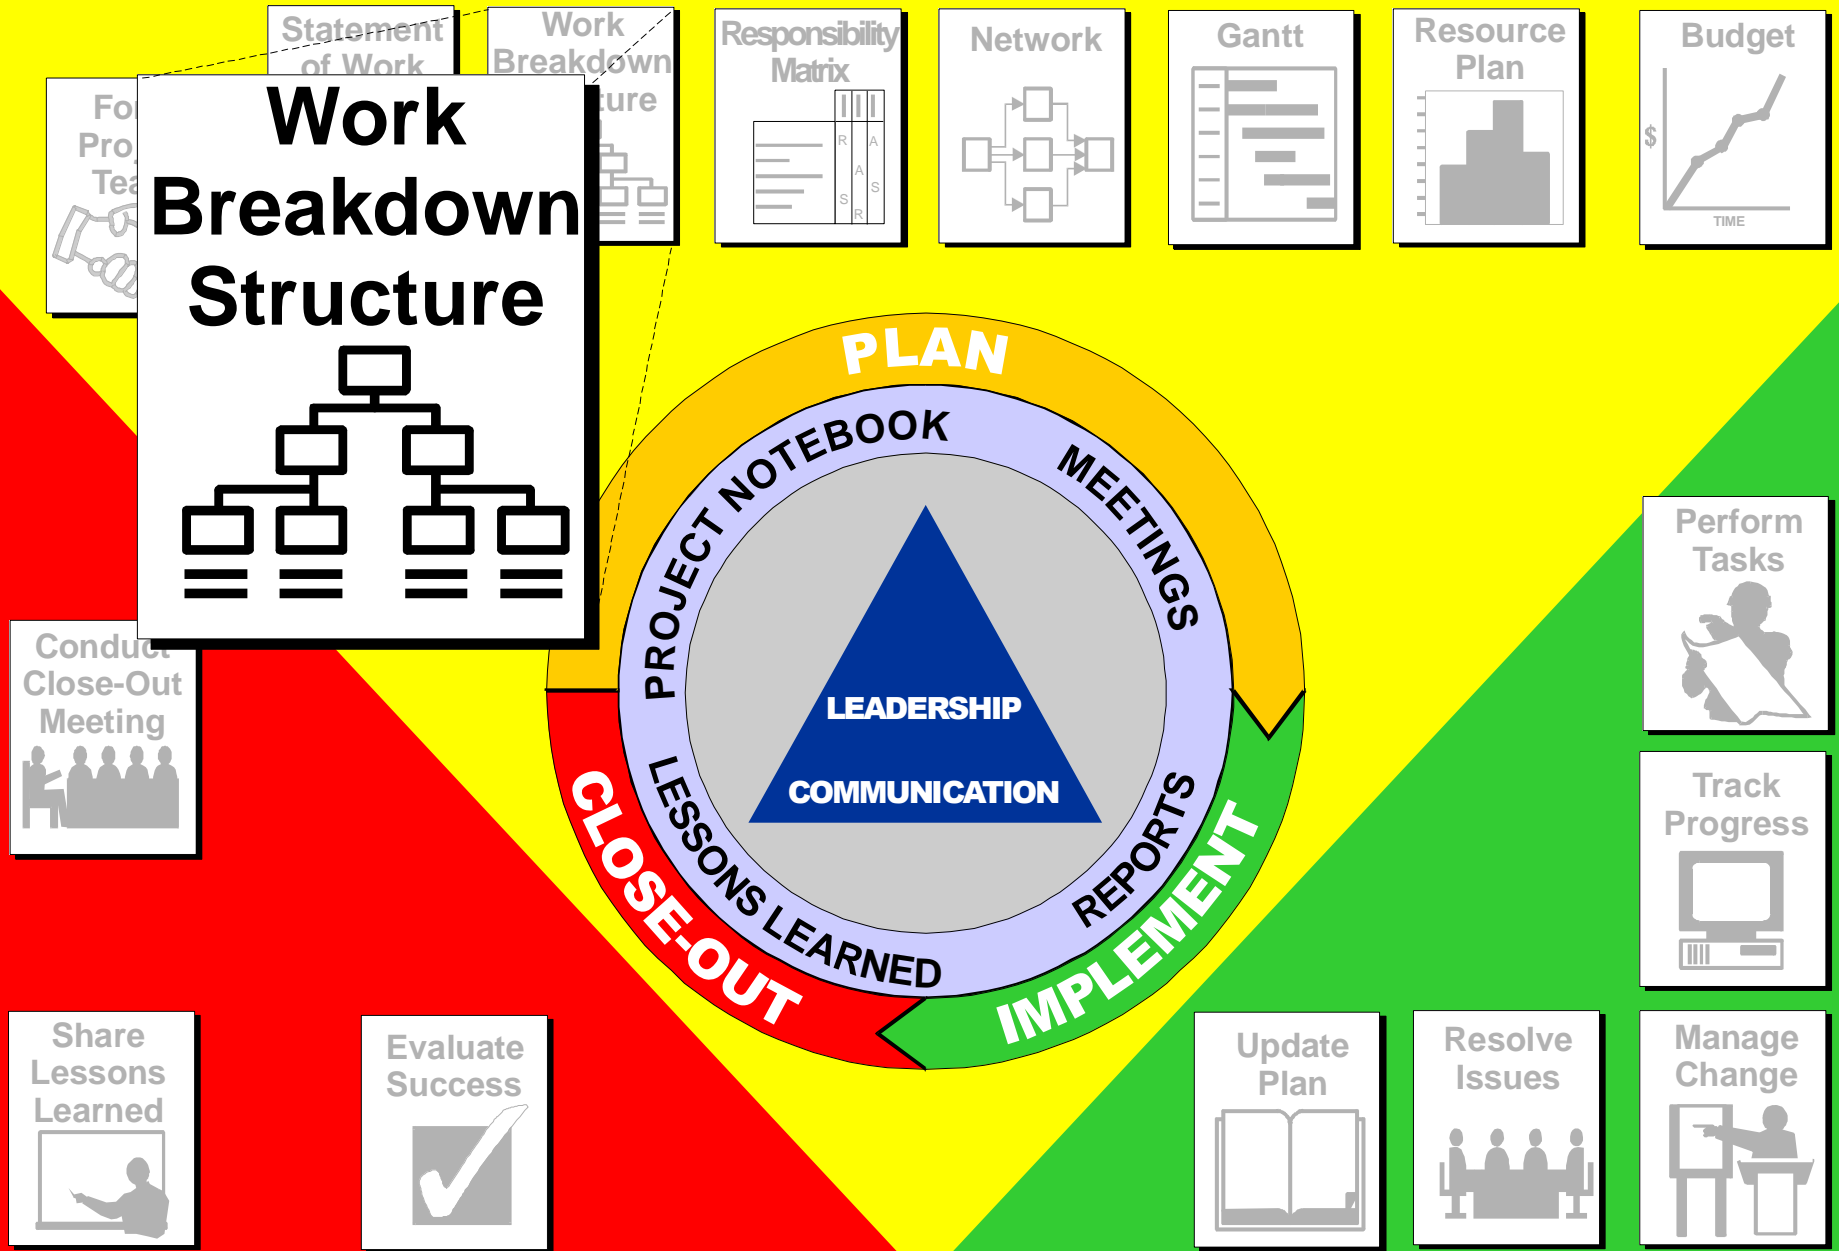 Statement
of Work
Work
Breakdown
Responsibility
Matrix
R
A
A
S
S
R
Network
Gantt
Resource
Plan
Budget
$
TIME
Work
Breakdown
Structure
PLAN
PROJECT NOTEBOOK
MEETINGS
LEADERSHIP
COMMUNICATION
LESSONS LEARNED
REPORTS
CLOSE-OUT
IMPLEMENT
Perform
Tasks
Track
Progress
Conduct
Close-Out
Meeting
Share
Lessons
Learned
Evaluate
Success
Update
Plan
Resolve
Issues
Manage
Change